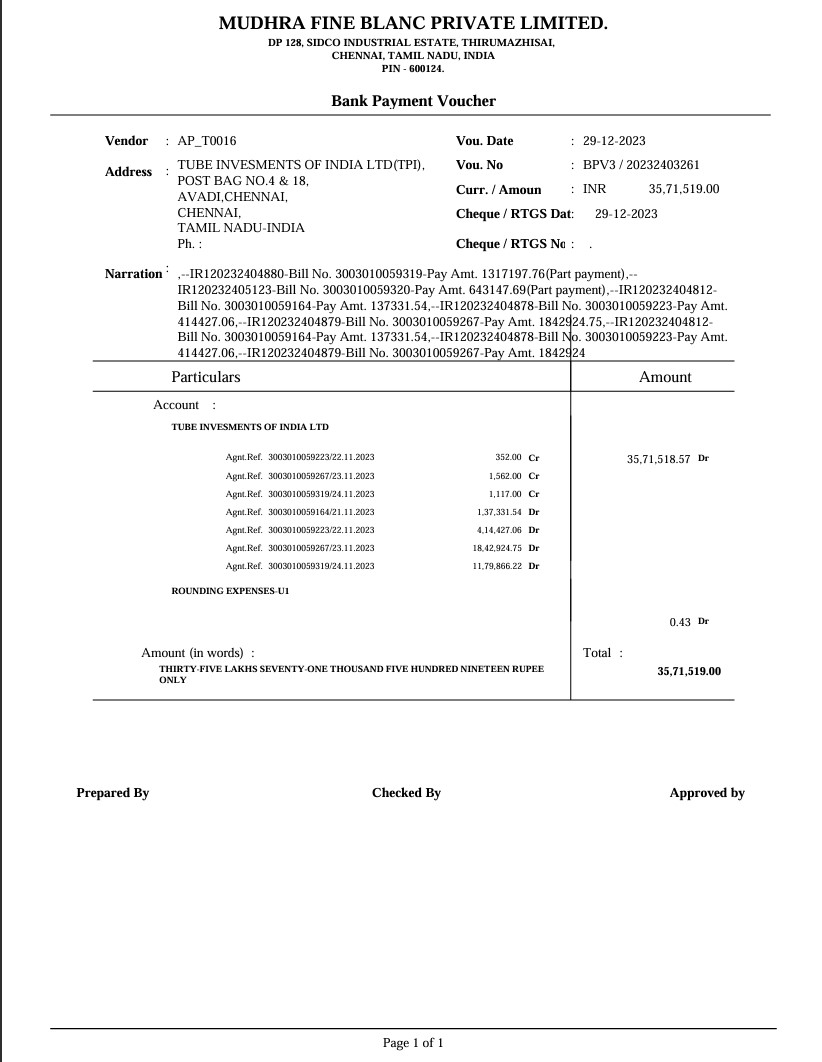 MUDHRA FINE BLANC PRIVATE LIMITED.
DP 128, SIDCO INDUSTRIAL ESTATE, THIRUMAZHISAI,
CHENNAI, TAMIL NADU, INDIA
PIN - 600124.
Bank Payment Voucher
Vendor : AP_T0016
Address : TUBE INVESMENTS OF INDIA LTD(TPI),
POST BAG NO.4 & 18,
AVADI,CHENNAI,
CHENNAI,
TAMIL NADU-INDIA
Ph. :
Vou. Date : 29-12-2023
Vou. No : BPV3 / 20232403261
Curr. / Amoun : INR 35,71,519.00
Cheque / RTGS Dat: 29-12-2023
Cheque / RTGS No : .
Narration : ,--IR120232404880-Bill No. 3003010059319-Pay Amt. 1317197.76(Part payment),--
IR120232405123-Bill No. 3003010059320-Pay Amt. 643147.69(Part payment),--IR120232404812-
Bill No. 3003010059164-Pay Amt. 137331.54,--IR120232404878-Bill No. 3003010059223-Pay Amt.
414427.06,--IR120232404879-Bill No. 3003010059267-Pay Amt. 1842924.75,--IR120232404812-
Bill No. 3003010059164-Pay Amt. 137331.54,--IR120232404878-Bill No. 3003010059223-Pay Amt.
414427.06,--IR120232404879-Bill No. 3003010059267-Pay Amt. 1842924
Particulars Amount
Account :
TUBE INVESMENTS OF INDIA LTD
Agnt.Ref. 3003010059223/22.11.2023 352.00 Cr 35,71,518.57 Dr
Agnt.Ref. 3003010059267/23.11.2023 1,562.00 Cr
Agnt.Ref. 3003010059319/24.11.2023 1,117.00 Cr
Agnt.Ref. 3003010059164/21.11.2023 1,37,331.54 Dr
Agnt.Ref. 3003010059223/22.11.2023 4,14,427.06 Dr
Agnt.Ref. 3003010059267/23.11.2023 18,42,924.75 Dr
Agnt.Ref. 3003010059319/24.11.2023 11,79,866.22 Dr
ROUNDING EXPENSES-U1
0.43 Dr
Amount (in words) : Total :
THIRTY-FIVE LAKHS SEVENTY-ONE THOUSAND FIVE HUNDRED NINETEEN RUPEE 35,71,519.00
ONLY
Prepared By Checked By Approved by
Page 1 of 1